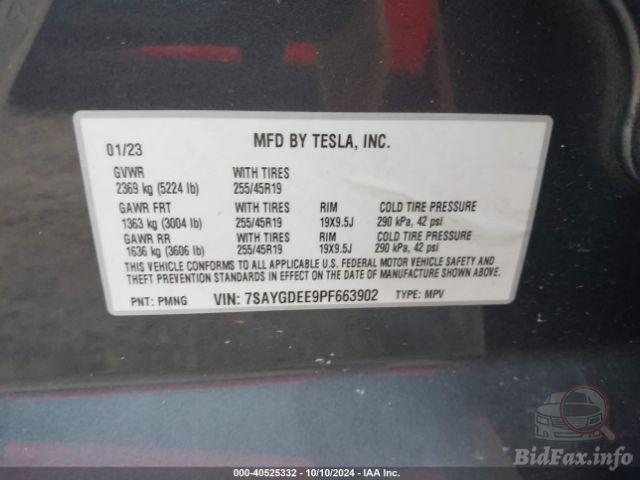 01/23 MFD BY TESLA, INC.
GVWR WITH TIRES
2369 kg (5224 lb) 255/45R19
GAWR FRT WITH TIRES RIM COLD TIRE PRESSURE
1363 kg (3004 lb) 255/45R19 19X9.5J 290 kPa, 42 psi
GAWR RR WITH TIRES RIM COLD TIRE PRESSURE
1636 kg (3606 lb) 255/45R19 19X9.5J 290 kPa, 42 psi
THIS VEHICLE CONFORMS TO ALL APPLICABLE U.S. FEDERAL MOTOR VEHICLE SAFETY AND
THEFT PREVENTION STANDARDS IN EFFECT ON THE DATE OF MANUFACTURE SHOWN ABOVE.
PNT: PMNG VIN: 7SAYGDEE9PF663902 TYPE: MPV
BidFax.info
000-40525332 - 10/10/2024 - IAA Inc.